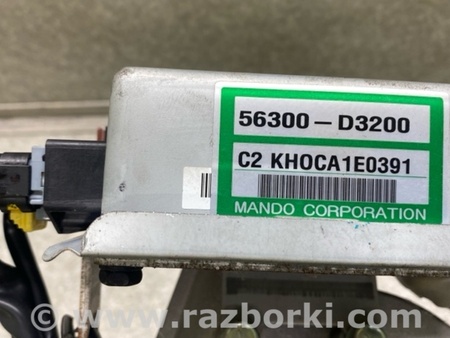 56300-D3200
C2 KHOCA1E0391
MANDO CORPORATION
www.razborki.com